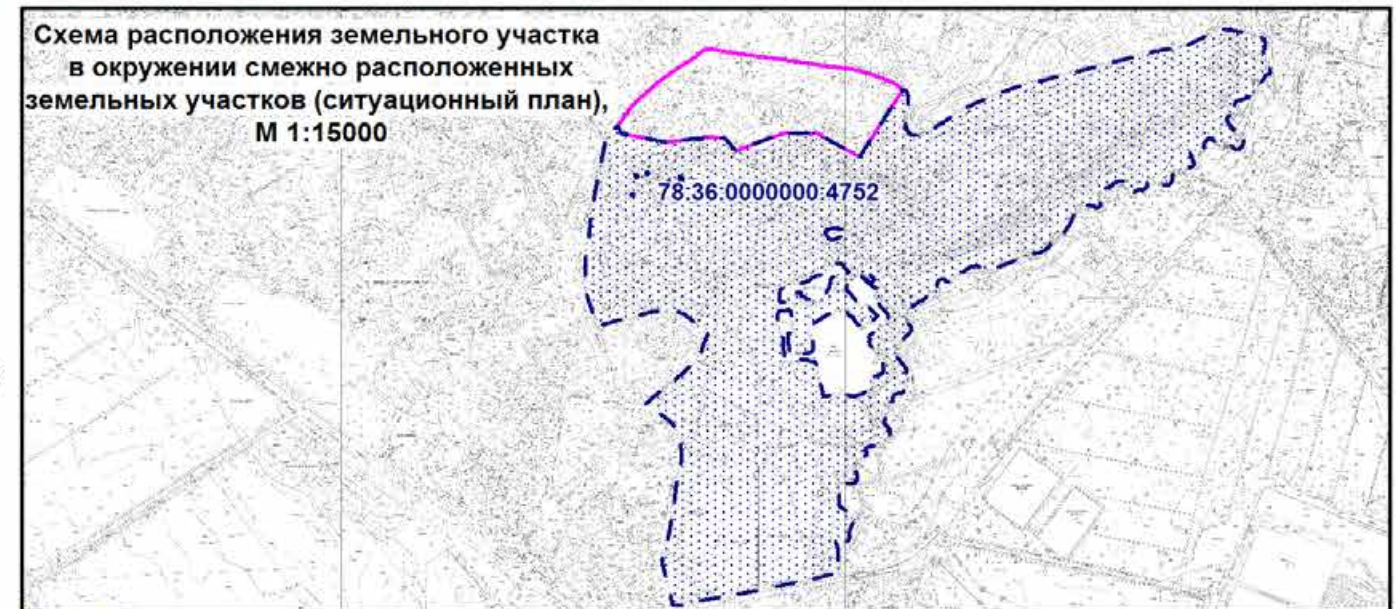 Схема расположения земельного участка
в окружении смежно расположенных
земельных участков (ситуационный план),
М 1:15000
78:36:0000000:4752